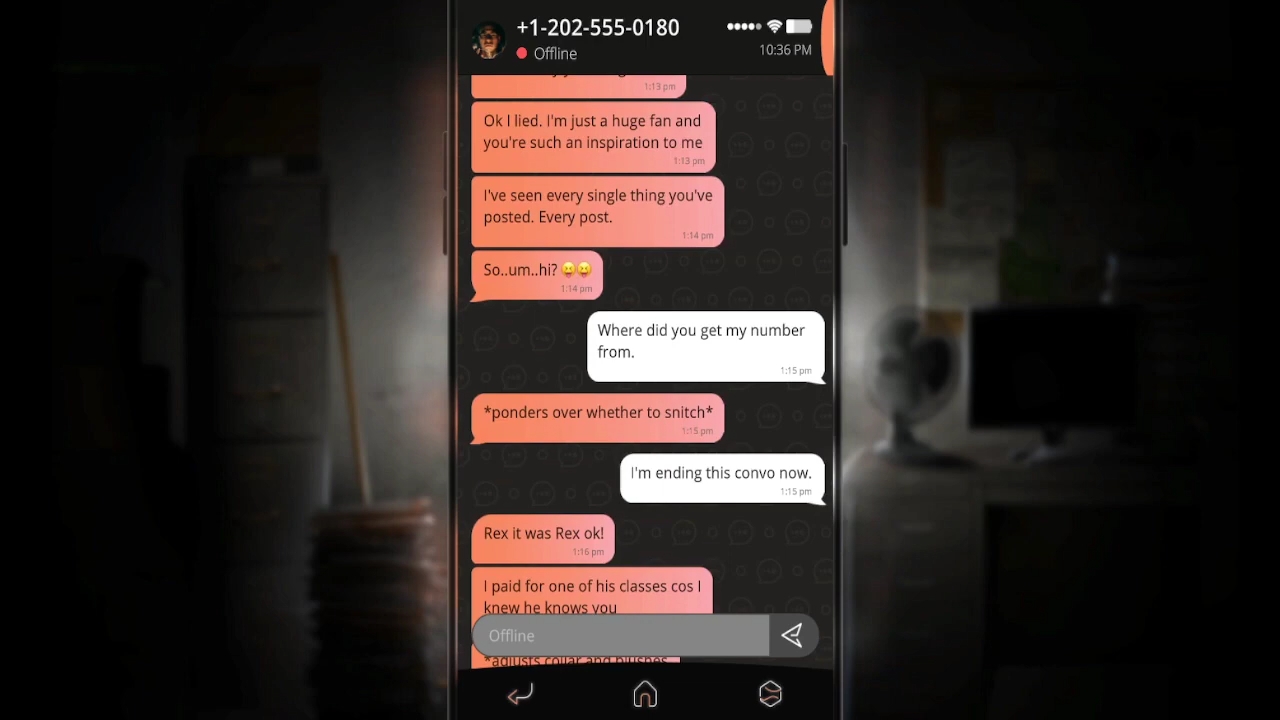 +1-202-555-0180
Offline
10:36 PM
1:13 pm
Ok I lied. I'm just a huge fan and
you're such an inspiration to me
1:13 pm
I've seen every single thing you've
posted. Every post.
1:14 pm
So..um..hi? 😝😝
1:14 pm
Where did you get my number
from.
1:15 pm
*ponders over whether to snitch*
1:15 pm
I'm ending this convo now.
1:15 pm
Rex it was Rex ok!
1:16 pm
I paid for one of his classes cos I
knew he knows you
Offline
*adjusts collar and blushes